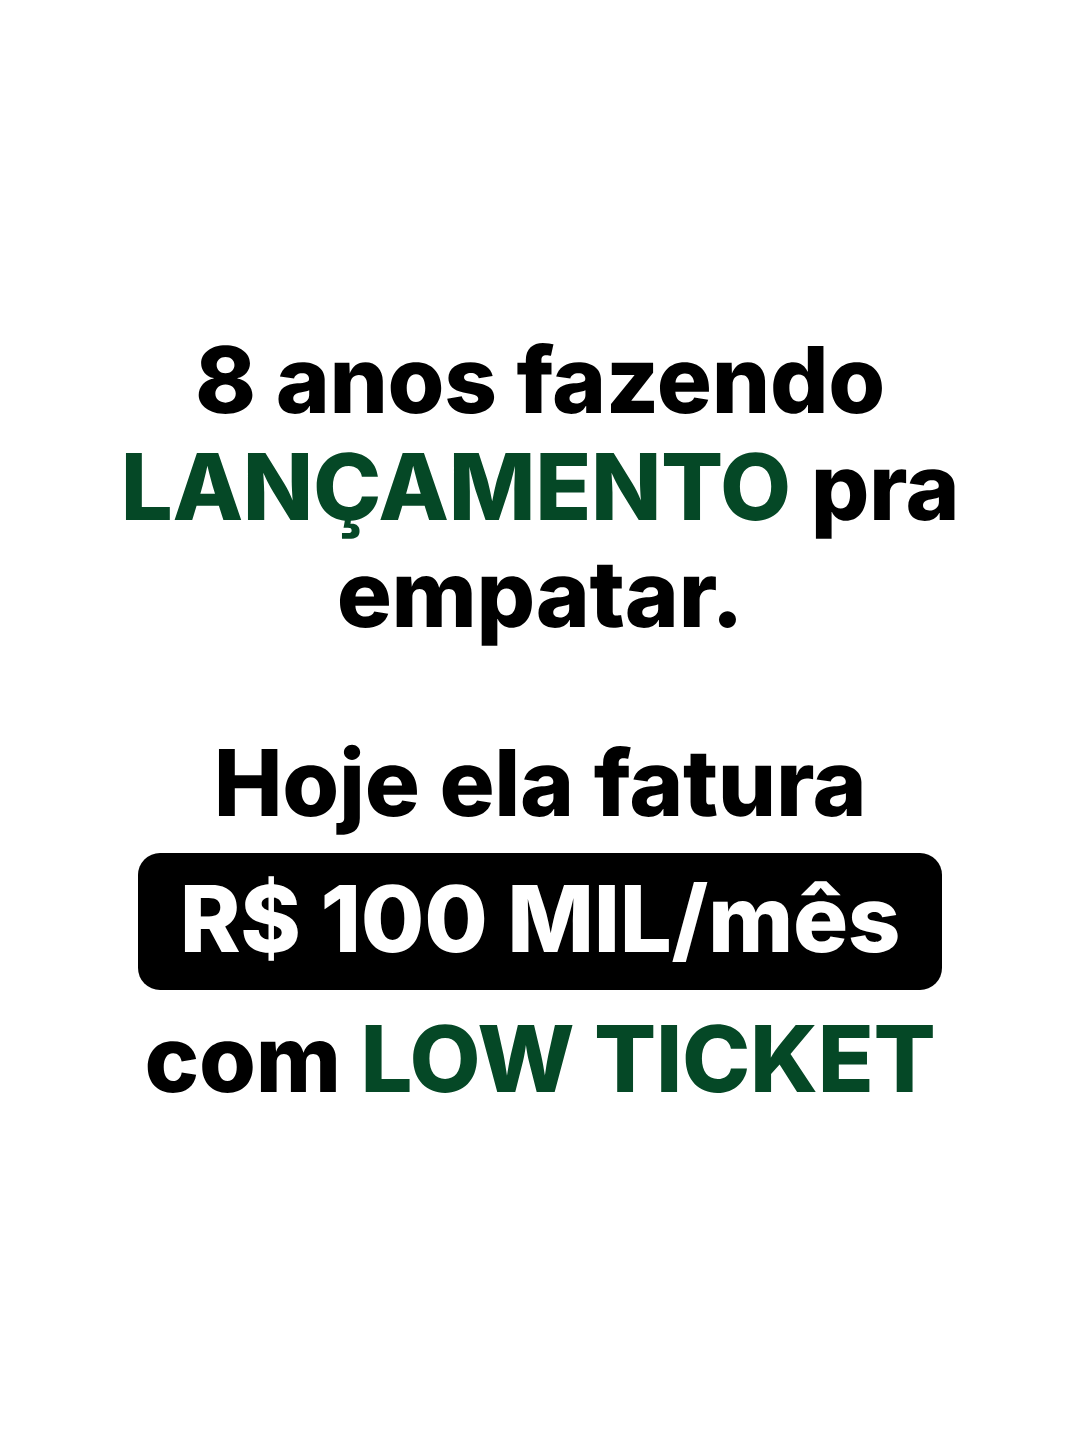 8 anos fazendo
LANÇAMENTO pra
empatar.
Hoje ela fatura
R$ 100 MIL/mês
com LOW TICKET